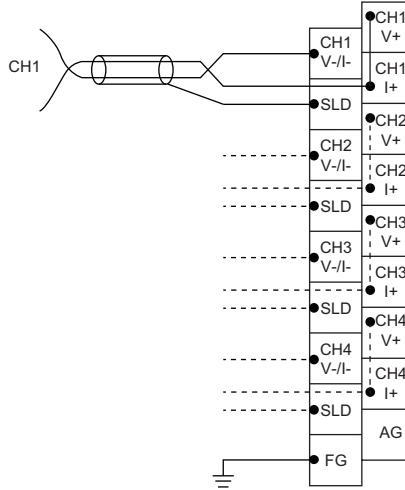 CH1
CH1
V-/I-
SLD
CH2
V-/I-
SLD
CH3
V-/I-
SLD
CH4
V-/I-
SLD
FG
CH1
V+
CH1
I+
CH2
V+
CH2
I+
CH3
V+
CH3
I+
CH4
V+
CH4
I+
AG